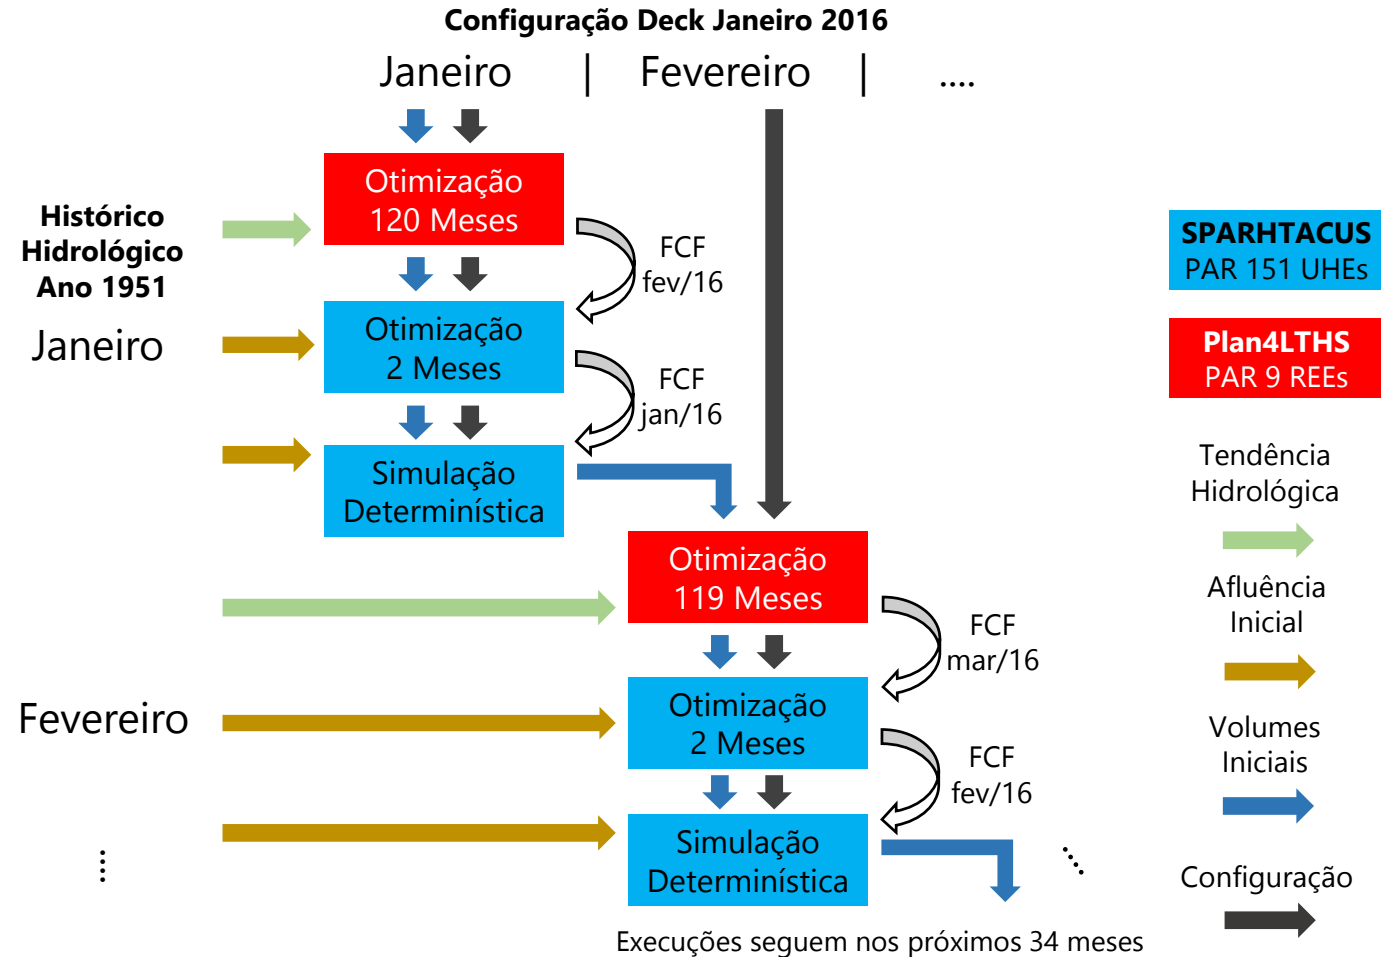 Configuração Deck Janeiro 2016
Janeiro | Fevereiro | ....
Otimização
120 Meses
Histórico
Hidrológico
Ano 1951
FCF
fev/16
Janeiro
Otimização
2 Meses
FCF
jan/16
Simulação
Determinística
Otimização
119 Meses
FCF
mar/16
Fevereiro
Otimização
2 Meses
FCF
fev/16
Simulação
Determinística
...
...
Execuções seguem nos próximos 34 meses
SPARHTACUS
PAR 151 UHEs
Plan4LTHS
PAR 9 REEs
Tendência
Hidrológica
Afluência
Inicial
Volumes
Iniciais
Configuração